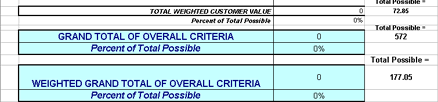 Total Possible =
TOTAL WEIGHTED CUSTOMER VALUE 0 72.85
Percent of Total Possible 0%
Total Possible =
GRAND TOTAL OF OVERALL CRITERIA 0 572
Percent of Total Possible 0%
Total Possible =
WEIGHTED GRAND TOTAL OF OVERALL CRITERIA 0 177.05
Percent of Total Possible 0%